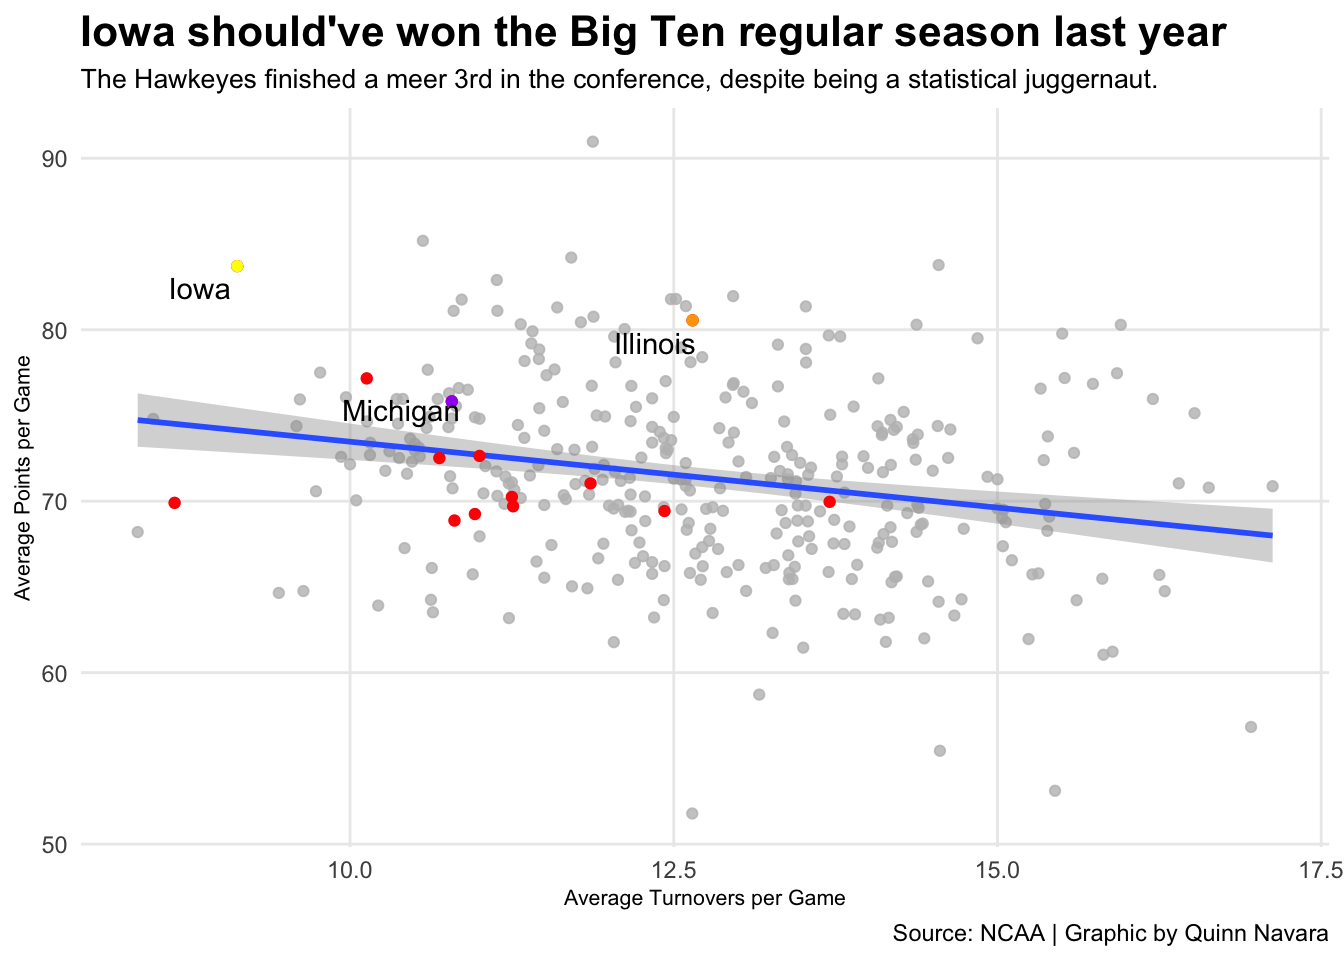 Iowa should've won the Big Ten regular season last year
The Hawkeyes finished a meer 3rd in the conference, despite being a statistical juggernaut.
90
80
70
60
50
Average Points per Game
Iowa
Illinois
Michigan
10.0 12.5 15.0 17.5
Average Turnovers per Game
Source: NCAA | Graphic by Quinn Navara